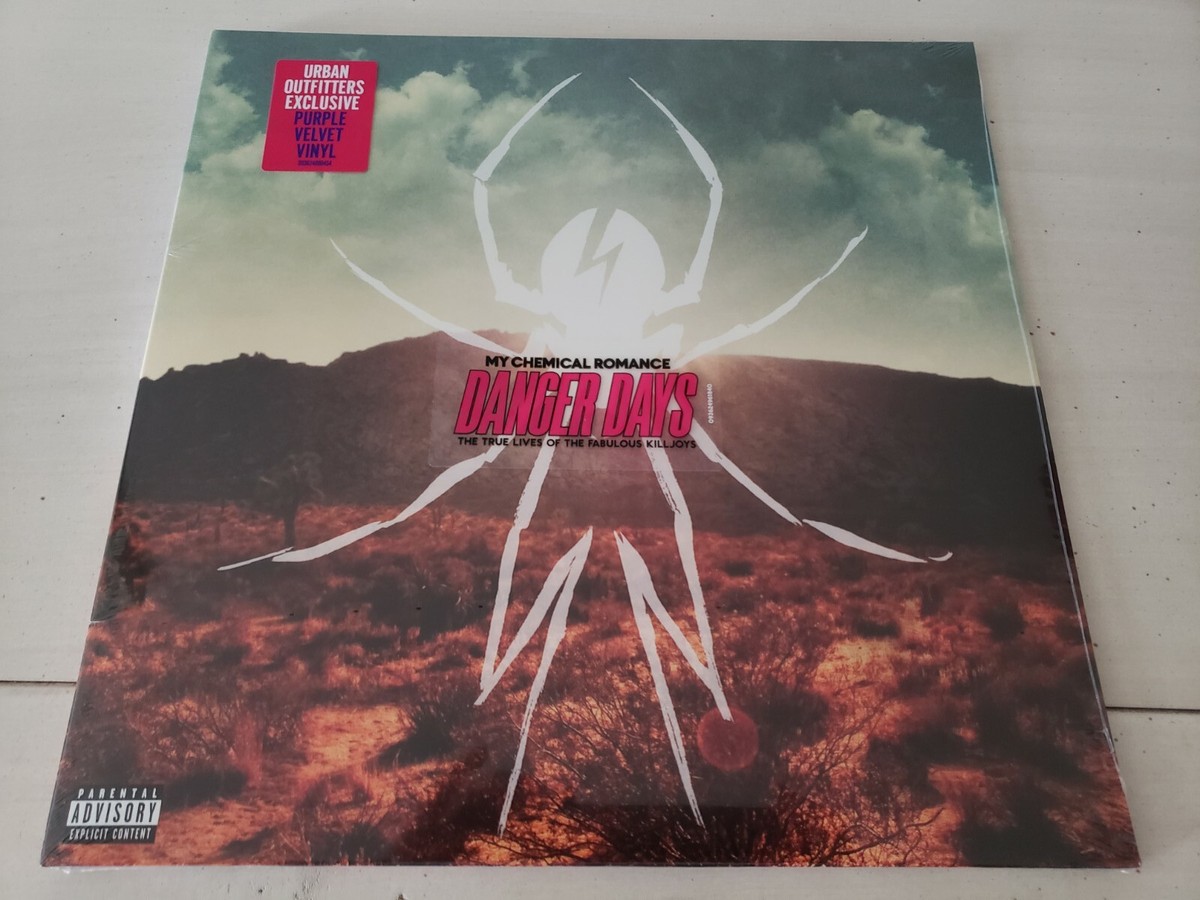 URBAN
OUTFITTERS
EXCLUSIVE
PURPLE
VELVET
VINYL
MY CHEMICAL ROMANCE
DANGER DAYS
THE TRUE LIVES OF THE FABULOUS KILLJOYS
PARENTAL
ADVISORY
EXPLICIT CONTENT